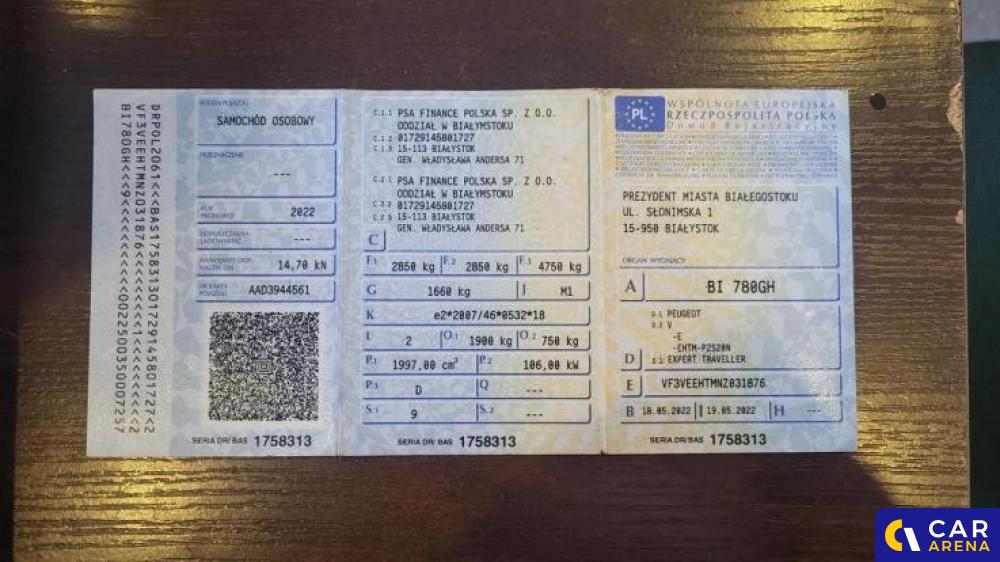 DRPOL2061<<BAS175831301729145801727<2
VF3VEEHTMNZ031876<<<<<<<<1<<<<<<<<2
BI780GH<<9<<<<<<<<<<<0022500350007257
RODZAJ POJAZDU
SAMOCHÓD OSOBOWY
PRZEZNACZENIE
---
ROK PRODUKCJI
2022
DOPUSZCZALNA ŁADOWNOŚĆ
---
NAJWIĘKSZY DOP. NACISK OSI
14,70 kN
NR KARTY POJAZDU
AAD3944561
SERIA DR/BAS 1758313
C.1.1 PSA FINANCE POLSKA SP. Z O.O.
ODDZIAŁ W BIAŁYMSTOKU
C.1.2 01729145801727
C.1.3 15-113 BIAŁYSTOK
GEN. WŁADYSŁAWA ANDERSA 71
C.2.1 PSA FINANCE POLSKA SP. Z O.O.
ODDZIAŁ W BIAŁYMSTOKU
C.2.2 01729145801727
C.2.3 15-113 BIAŁYSTOK
GEN. WŁADYSŁAWA ANDERSA 71
C
F.1 2850 kg F.2 2850 kg F.3 4750 kg
G 1660 kg J M1
K e2*2007/46*0532*18
L 2 O.1 1900 kg O.2 750 kg
P.1 1997,00 cm³ P.2 106,00 kW
P.3 D Q ---
S.1 9 S.2 ---
SERIA DR/BAS 1758313
PL
WSPÓLNOTA EUROPEJSKA
RZECZPOSPOLITA POLSKA
Dowód Rejestracyjny
PREZYDENT MIASTA BIAŁEGOSTOKU
UL. SŁONIMSKA 1
15-950 BIAŁYSTOK
ORGAN WYDAJĄCY
A BI 780GH
D.1 PEUGEOT
D.2 V
-E
-EHTM-P2S20N
D D.3 EXPERT TRAVELLER
E VF3VEEHTMNZ031876
B 18.05.2022 I 19.05.2022 H ---
SERIA DR/BAS 1758313
CAR
ARENA